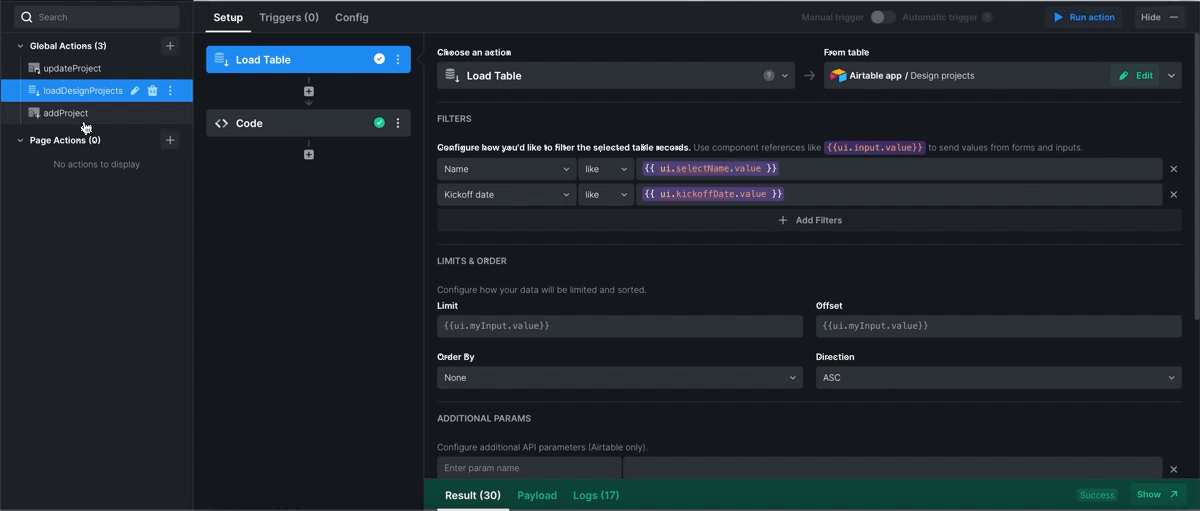 Search
Global Actions (3)
updateProject
loadDesignProjects
addProject
Page Actions (0)
No actions to display
Setup
Triggers (0)
Config
Manual trigger
Automatic trigger
Run action
Hide
Load Table
Code
Choose an action
From table
Load Table
Airtable app / Design projects
Edit
FILTERS
Configure how you'd like to filter the selected table records. Use component references like {{ui.input.value}} to send values from forms and inputs.
Name
like
{{ ui.selectName.value }}
Kickoff date
like
{{ ui.kickoffDate.value }}
Add Filters
LIMITS & ORDER
Configure how your data will be limited and sorted.
Limit
Offset
{{ui.myInput.value}}
{{ui.myInput.value}}
Order By
Direction
None
ASC
ADDITIONAL PARAMS
Configure additional API parameters (Airtable only).
Enter param name
Result (30)
Payload
Logs (17)
Success
Show